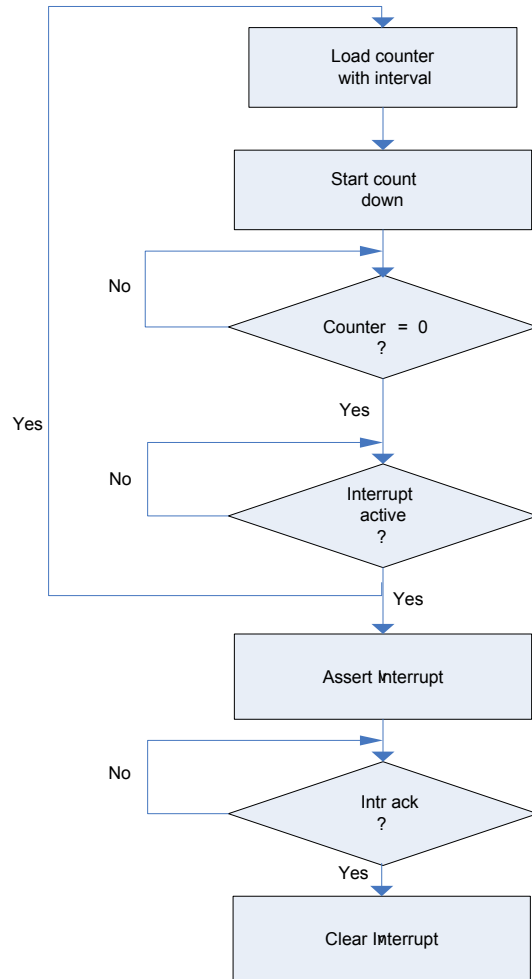 Load counter
with interval
Start count
down
No
Counter = 0
?
Yes
Yes
No
Interrupt
active
?
Yes
Assert Interrupt
No
Intr ack
?
Yes
Clear Interrupt